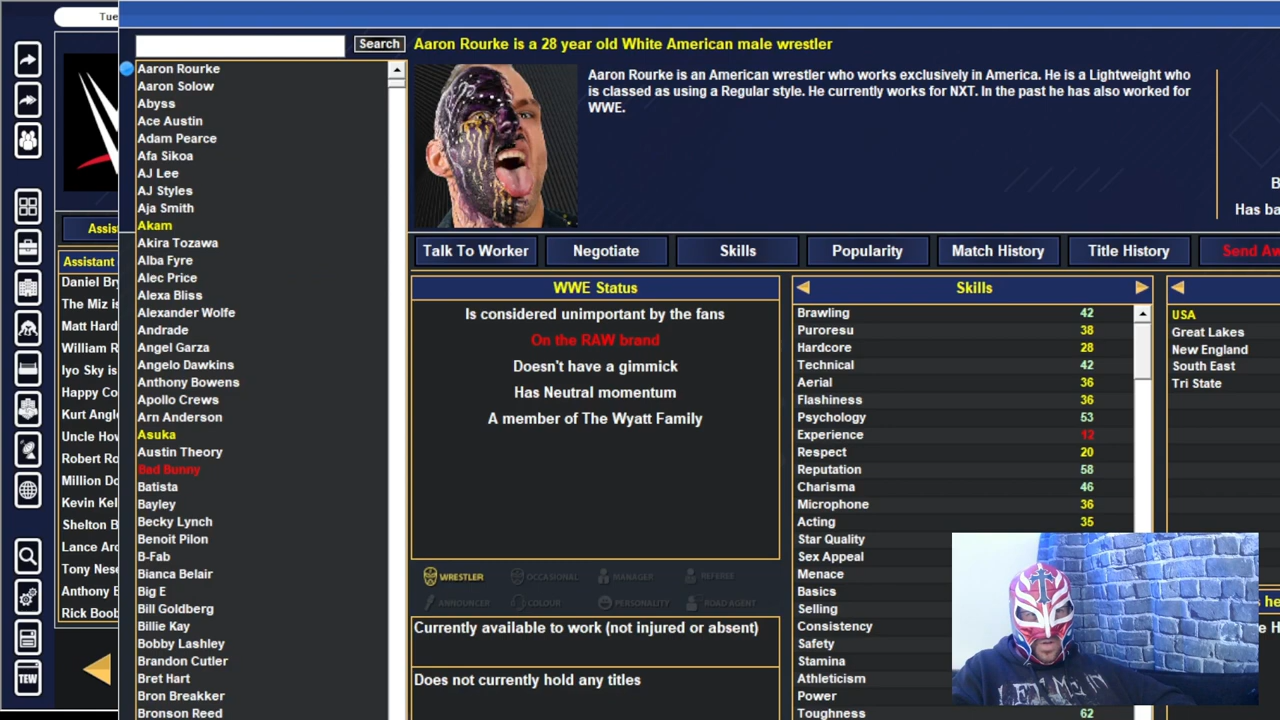 Tue
Search
Aaron Rourke is a 28 year old White American male wrestler
Aaron Rourke
Aaron Solow
Abyss
Ace Austin
Adam Pearce
Afa Sikoa
AJ Lee
AJ Styles
Aja Smith
Akam
Akira Tozawa
Alba Fyre
Alec Price
Alexa Bliss
Alexander Wolfe
Andrade
Angel Garza
Angelo Dawkins
Anthony Bowens
Apollo Crews
Arn Anderson
Asuka
Austin Theory
Bad Bunny
Batista
Bayley
Becky Lynch
Benoit Pilon
B-Fab
Bianca Belair
Big E
Bill Goldberg
Billie Kay
Bobby Lashley
Brandon Cutler
Bret Hart
Bron Breakker
Bronson Reed
Aaron Rourke is an American wrestler who works exclusively in America. He is a Lightweight who
is classed as using a Regular style. He currently works for NXT. In the past he has also worked for
WWE.
B
Has ba
Talk To Worker
Negotiate
Skills
Popularity
Match History
Title History
Send Aw
Assis
Assistant
Daniel Br
The Miz is
Matt Hard
William R
Iyo Sky is
Happy Co
Kurt Angl
Uncle How
Robert Ro
Million Do
Kevin Kel
Shelton B
Lance Arc
Tony Nese
Anthony B
Rick Boob
TEW
WWE Status
Is considered unimportant by the fans
On the RAW brand
Doesn't have a gimmick
Has Neutral momentum
A member of The Wyatt Family
WRESTLER
OCCASIONAL
MANAGER
REFEREE
ANNOUNCER
COLOUR
PERSONALITY
ROAD AGENT
Currently available to work (not injured or absent)
Does not currently hold any titles
Skills
Brawling 42
Puroresu 38
Hardcore 28
Technical 42
Aerial 36
Flashiness 36
Psychology 53
Experience 12
Respect 20
Reputation 58
Charisma 46
Microphone 36
Acting 35
Star Quality
Sex Appeal
Menace
Basics
Selling
Consistency
Safety
Stamina
Athleticism
Power
Toughness 62
USA
Great Lakes
New England
South East
Tri State
he
e H
LET ME IN